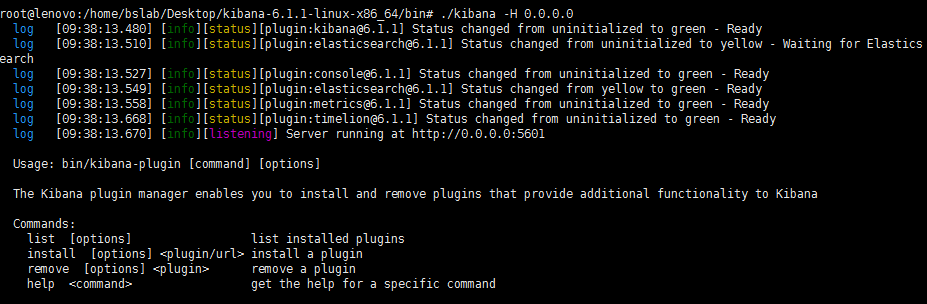 root@lenovo:/home/bslab/Desktop/kibana-6.1.1-linux-x86_64/bin# ./kibana -H 0.0.0.0
  log   [09:38:13.480] [info][status][plugin:kibana@6.1.1] Status changed from uninitialized to green - Ready
  log   [09:38:13.510] [info][status][plugin:elasticsearch@6.1.1] Status changed from uninitialized to yellow - Waiting for Elastics
earch
  log   [09:38:13.527] [info][status][plugin:console@6.1.1] Status changed from uninitialized to green - Ready
  log   [09:38:13.549] [info][status][plugin:elasticsearch@6.1.1] Status changed from yellow to green - Ready
  log   [09:38:13.558] [info][status][plugin:metrics@6.1.1] Status changed from uninitialized to green - Ready
  log   [09:38:13.668] [info][status][plugin:timelion@6.1.1] Status changed from uninitialized to green - Ready
  log   [09:38:13.670] [info][listening] Server running at http://0.0.0.0:5601
  Usage: bin/kibana-plugin [command] [options]
  The Kibana plugin manager enables you to install and remove plugins that provide additional functionality to Kibana
  Commands:
    list  [options]                 list installed plugins
    install  [options] <plugin/url> install a plugin
    remove  [options] <plugin>      remove a plugin
    help  <command>                 get the help for a specific command